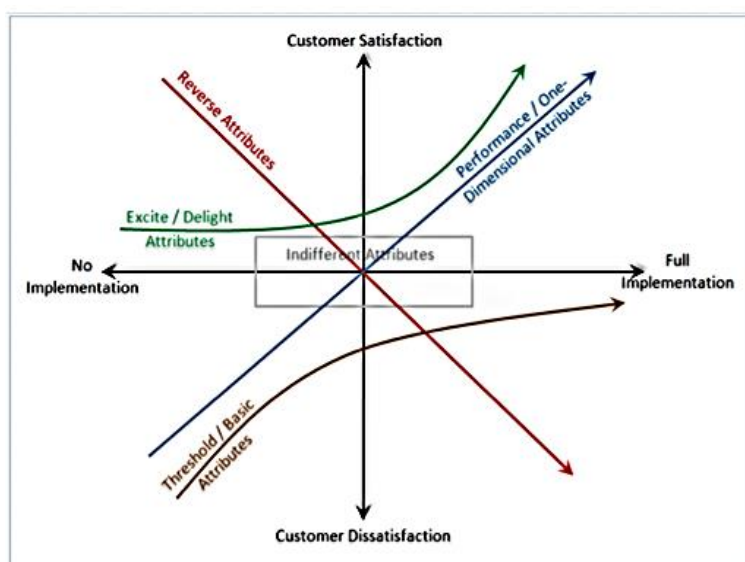 Customer Satisfaction
Reverse Attributes
Performance / One-
Dimensional Attributes
Excite / Delight
Attributes
Indifferent Attributes
No
Implementation
Full
Implementation
Threshold / Basic
Attributes
Customer Dissatisfaction